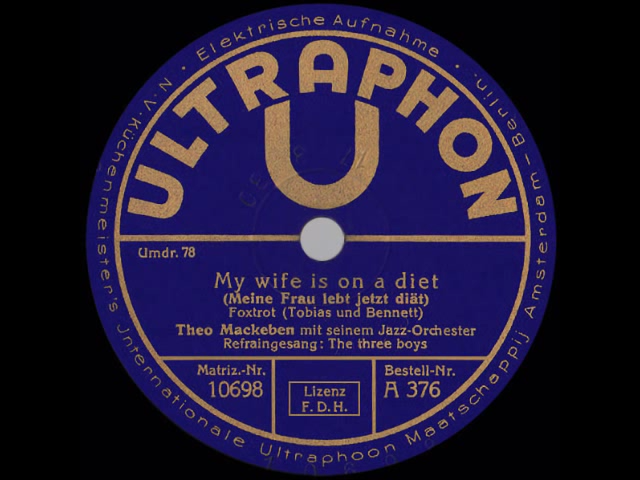 N.V. Küchenmeister's Jnternationale Ultraphoon Maatschappij Amsterdam – Berlin.
• Elektrische Aufnahme •
ULTRAPHON
U
Umdr. 78
My wife is on a diet
(Meine Frau lebt jetzt diät)
Foxtrot (Tobias und Bennett)
Theo Mackeben mit seinem Jazz-Orchester
Refraingesang: The three boys
Matriz.-Nr.
10698
Lizenz
F. D. H.
Bestell-Nr.
A 376